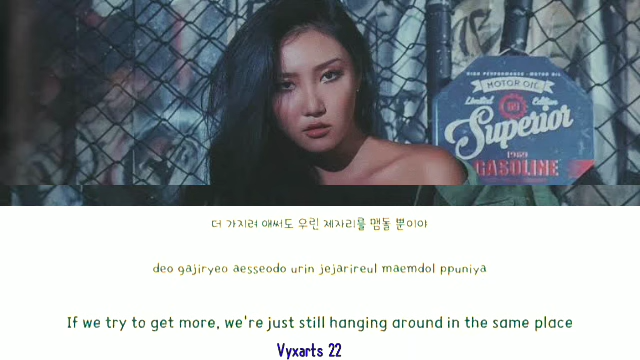 HIGH PERFORMANCE - MOTOR OIL
MOTOR OIL
Limited 69 Edition
Superior
1969
GASOLINE
더 가지려 애써도 우린 제자리를 맴돌 뿐이야
deo gajiryeo aesseodo urin jejarireul maemdol ppuniya
If we try to get more, we're just still hanging around in the same place
Vyxarts 22